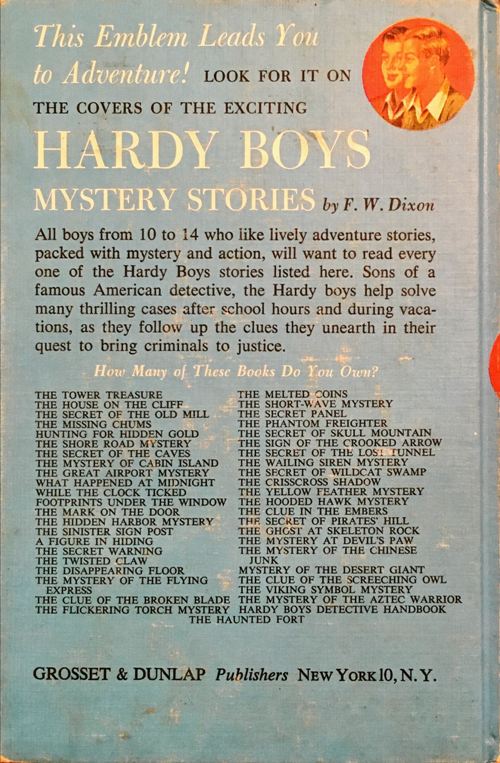 This Emblem Leads You
to Adventure! LOOK FOR IT ON
THE COVERS OF THE EXCITING
HARDY BOYS
MYSTERY STORIES by F. W. Dixon
All boys from 10 to 14 who like lively adventure stories,
packed with mystery and action, will want to read every
one of the Hardy Boys stories listed here. Sons of a
famous American detective, the Hardy boys help solve
many thrilling cases after school hours and during vaca-
tions, as they follow up the clues they unearth in their
quest to bring criminals to justice.
How Many of These Books Do You Own?
THE TOWER TREASURE
THE HOUSE ON THE CLIFF
THE SECRET OF THE OLD MILL
THE MISSING CHUMS
HUNTING FOR HIDDEN GOLD
THE SHORE ROAD MYSTERY
THE SECRET OF THE CAVES
THE MYSTERY OF CABIN ISLAND
THE GREAT AIRPORT MYSTERY
WHAT HAPPENED AT MIDNIGHT
WHILE THE CLOCK TICKED
FOOTPRINTS UNDER THE WINDOW
THE MARK ON THE DOOR
THE HIDDEN HARBOR MYSTERY
THE SINISTER SIGN POST
A FIGURE IN HIDING
THE SECRET WARNING
THE TWISTED CLAW
THE DISAPPEARING FLOOR
THE MYSTERY OF THE FLYING
EXPRESS
THE CLUE OF THE BROKEN BLADE
THE FLICKERING TORCH MYSTERY
THE MELTED COINS
THE SHORT-WAVE MYSTERY
THE SECRET PANEL
THE PHANTOM FREIGHTER
THE SECRET OF SKULL MOUNTAIN
THE SIGN OF THE CROOKED ARROW
THE SECRET OF THE LOST TUNNEL
THE WAILING SIREN MYSTERY
THE SECRET OF WILDCAT SWAMP
THE CRISSCROSS SHADOW
THE YELLOW FEATHER MYSTERY
THE HOODED HAWK MYSTERY
THE CLUE IN THE EMBERS
THE SECRET OF PIRATES' HILL
THE GHOST AT SKELETON ROCK
THE MYSTERY AT DEVIL'S PAW
THE MYSTERY OF THE CHINESE
JUNK
MYSTERY OF THE DESERT GIANT
THE CLUE OF THE SCREECHING OWL
THE VIKING SYMBOL MYSTERY
THE MYSTERY OF THE AZTEC WARRIOR
HARDY BOYS DETECTIVE HANDBOOK
THE HAUNTED FORT
GROSSET & DUNLAP Publishers NEW YORK 10, N. Y.